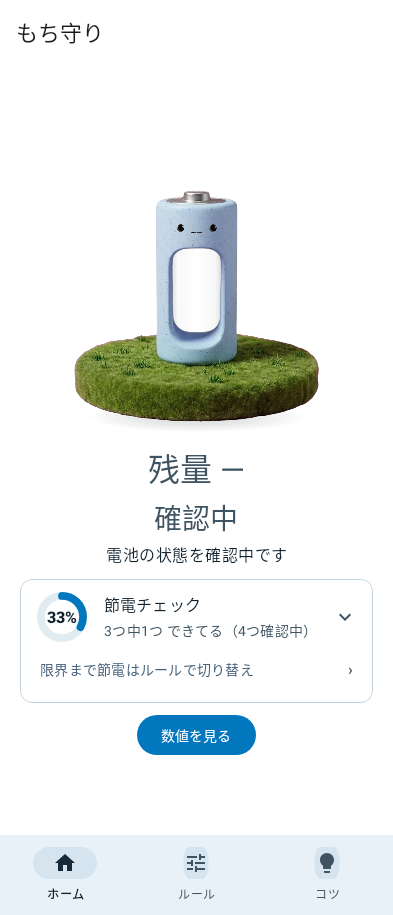 もち守り
残量 —
確認中
電池の状態を確認中です
33%
節電チェック
3つ中1つ できてる（4つ確認中）
限界まで節電はルールで切り替え
›
数値を見る
ホーム
ルール
コツ